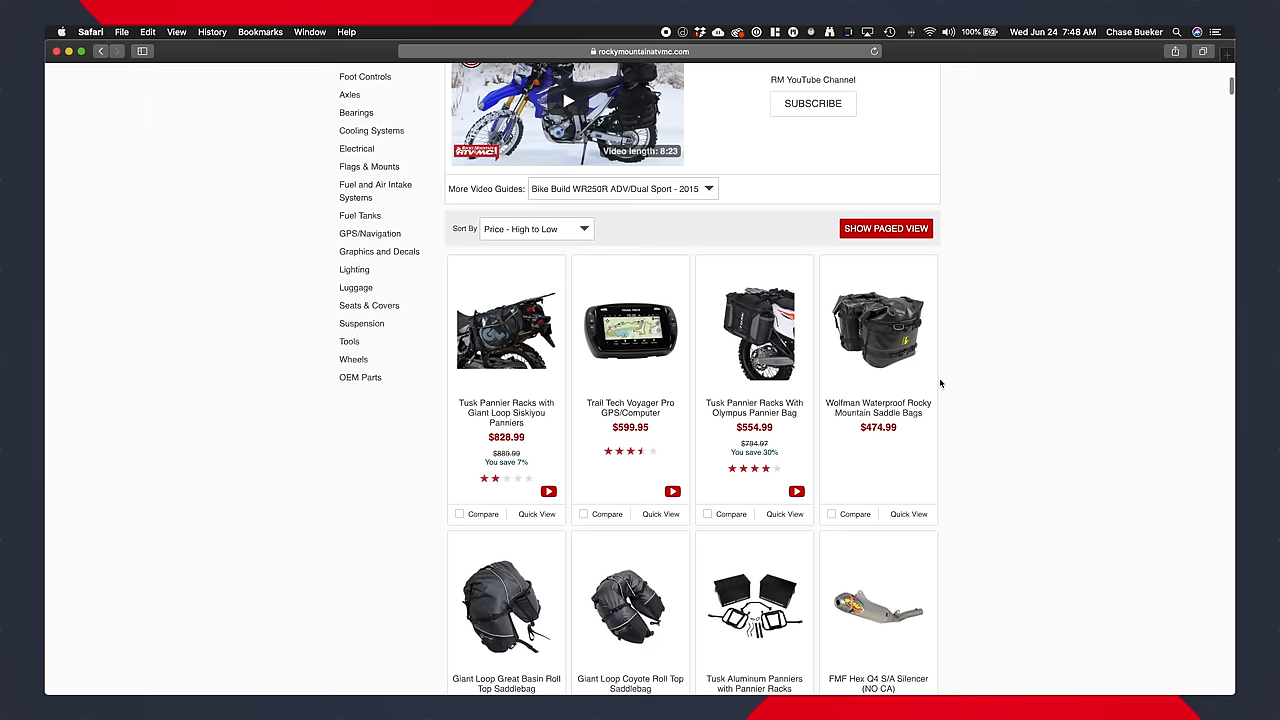 Safari File Edit View History Bookmarks Window Help
100% Wed Jun 24 7:48 AM Chase Bueker
rockymountainatvmc.com
Foot Controls
Axles
Bearings
Cooling Systems
Electrical
Flags & Mounts
Fuel and Air Intake
Systems
Fuel Tanks
GPS/Navigation
Graphics and Decals
Lighting
Luggage
Seats & Covers
Suspension
Tools
Wheels
OEM Parts
ATV/MC
Video length: 8:23
RM YouTube Channel
SUBSCRIBE
More Video Guides: Bike Build WR250R ADV/Dual Sport - 2015
Sort By Price - High to Low
SHOW PAGED VIEW
Tusk Pannier Racks with
Giant Loop Siskiyou
Panniers
$828.99
$889.99
You save 7%
Compare Quick View
Trail Tech Voyager Pro
GPS/Computer
$599.95
Compare Quick View
Tusk Pannier Racks With
Olympus Pannier Bag
$554.99
$794.97
You save 30%
Compare Quick View
Wolfman Waterproof Rocky
Mountain Saddle Bags
$474.99
Compare Quick View
Giant Loop Great Basin Roll
Top Saddlebag
Giant Loop Coyote Roll Top
Saddlebag
Tusk Aluminum Panniers
with Pannier Racks
FMF Hex Q4 S/A Silencer
(NO CA)